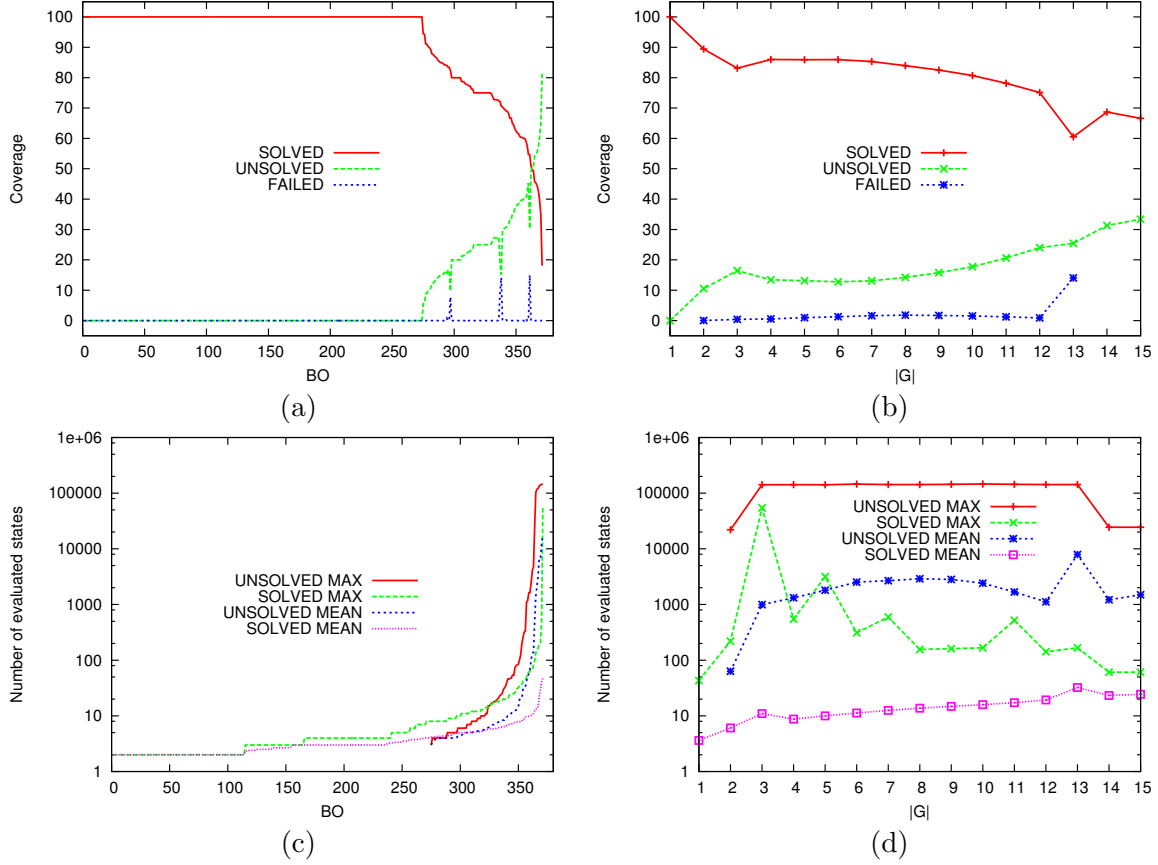 100
90
80
70
60
50
40
30
20
10
0
Coverage
SOLVED
UNSOLVED
FAILED
0 50 100 150 200 250 300 350
BO
(a)
100
90
80
70
60
50
40
30
20
10
0
Coverage
SOLVED
UNSOLVED
FAILED
1 2 3 4 5 6 7 8 9 10 11 12 13 14 15
|G|
(b)
1e+06
100000
10000
1000
100
10
1
Number of evaluated states
UNSOLVED MAX
SOLVED MAX
UNSOLVED MEAN
SOLVED MEAN
0 50 100 150 200 250 300 350
BO
(c)
1e+06
100000
10000
1000
100
10
1
Number of evaluated states
UNSOLVED MAX
SOLVED MAX
UNSOLVED MEAN
SOLVED MEAN
1 2 3 4 5 6 7 8 9 10 11 12 13 14 15
|G|
(d)